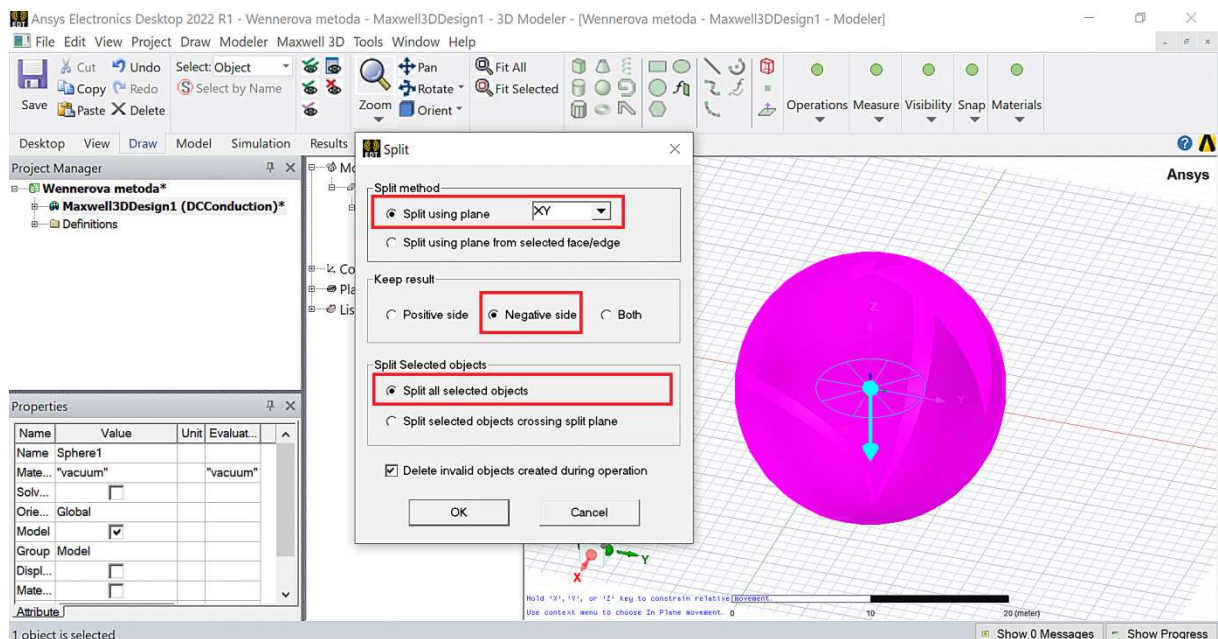 Ansys Electronics Desktop 2022 R1 - Wennerova metoda - Maxwell3DDesign1 - 3D Modeler - [Wennerova metoda - Maxwell3DDesign1 - Modeler]
File Edit View Project Draw Modeler Maxwell 3D Tools Window Help
Save
Cut
Copy
Paste
Undo
Redo
Delete
Select: Object
Select by Name
Zoom
Pan
Rotate
Orient
Fit All
Fit Selected
Operations Measure Visibility Snap Materials
Desktop View Draw Model Simulation Results
Project Manager
Wennerova metoda*
Maxwell3DDesign1 (DCConduction)*
Definitions
Mo
Co
Pla
Lis
EDT
Split
Split method
Split using plane XY
Split using plane from selected face/edge
Keep result
Positive side Negative side Both
Split Selected objects
Split all selected objects
Split selected objects crossing split plane
Delete invalid objects created during operation
OK Cancel
Ansys
Z
Y
X
Y
Hold 'X', 'Y', or 'Z' key to constrain relative movement.
Use context menu to choose In Plane movement.
0 10 20 (meter)
Properties
Name Value Unit Evaluat...
Name Sphere1
Mate... "vacuum" "vacuum"
Solv...
Orie... Global
Model
Group Model
Displ...
Mate...
Attribute
1 object is selected
Show 0 Messages Show Progress